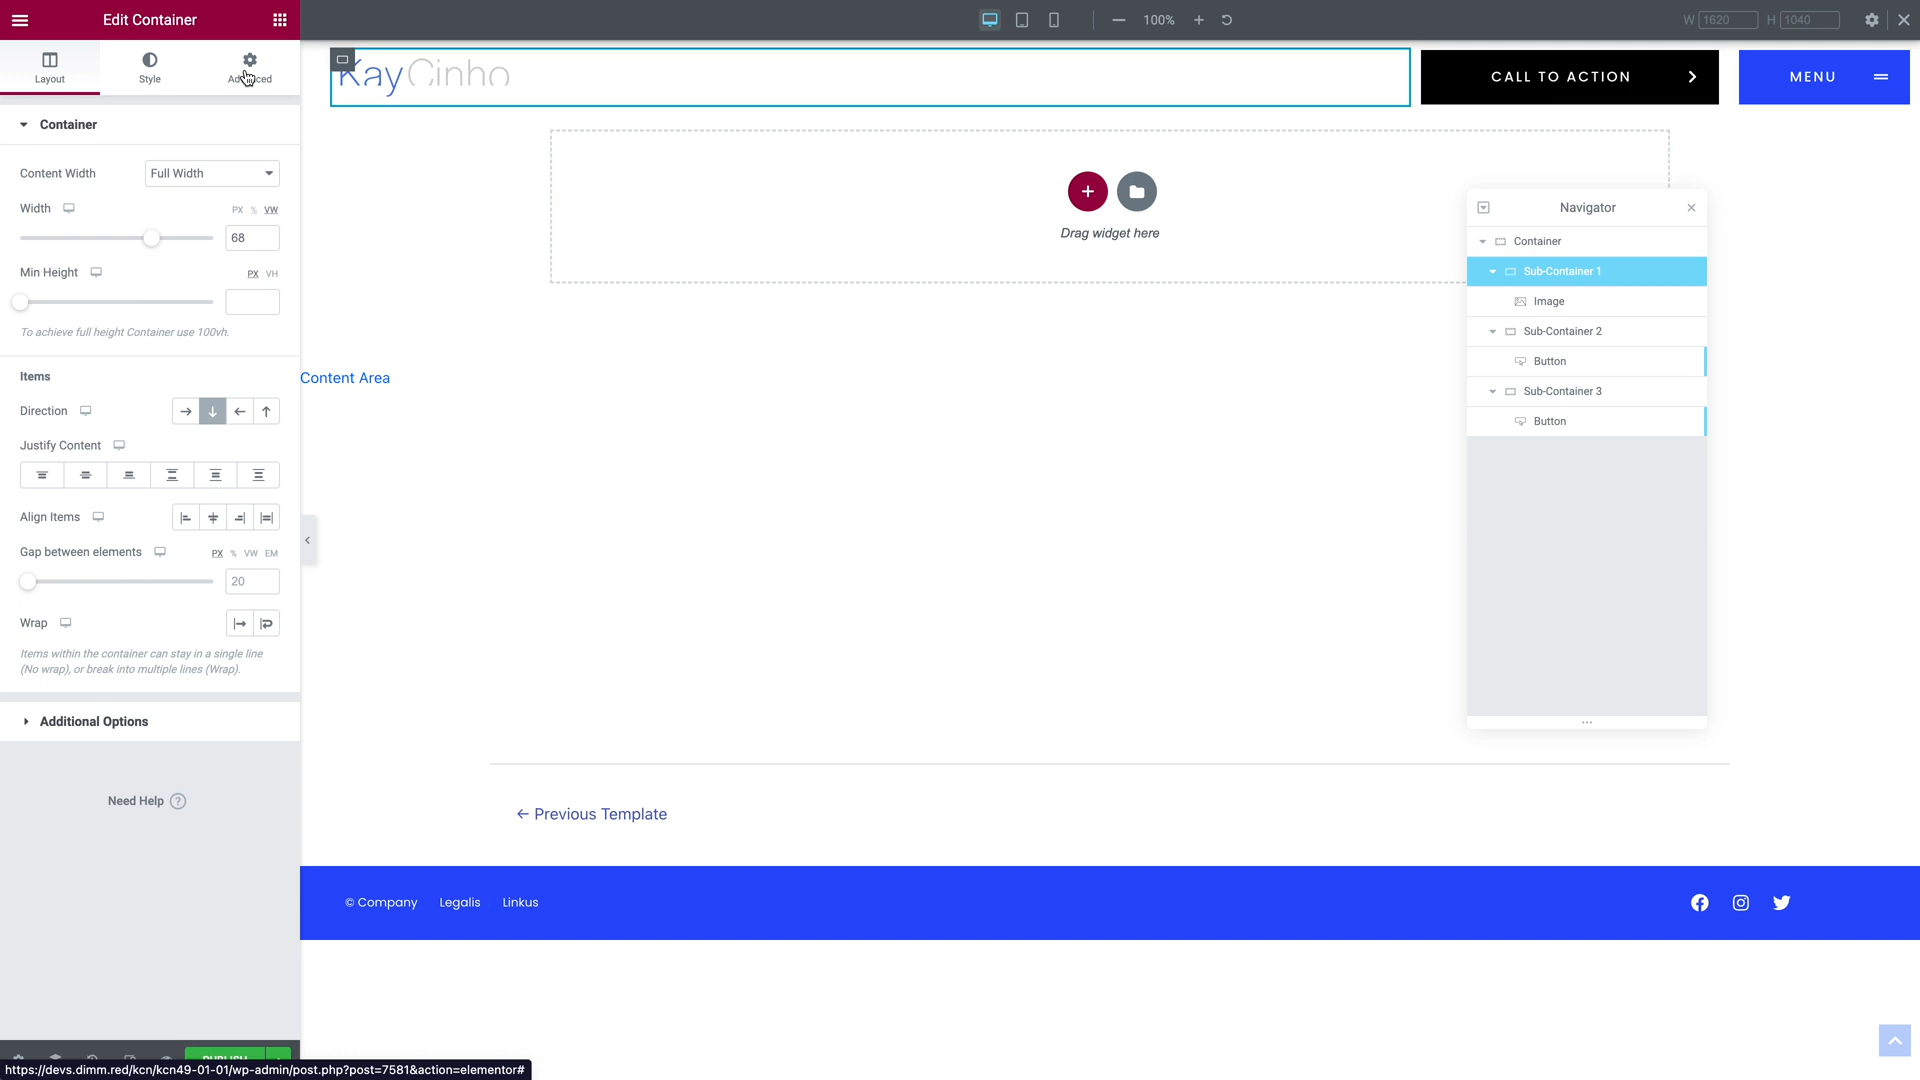 Edit Container
100%
W 1620 H 1040
Layout
Style
Advanced
KayCinho
CALL TO ACTION
MENU
Container
Content Width
Full Width
Width
PX % VW
68
Min Height
PX VH
To achieve full height Container use 100vh.
Drag widget here
Navigator
Container
Sub-Container 1
Image
Sub-Container 2
Button
Sub-Container 3
Button
Items
Content Area
Direction
Justify Content
Align Items
Gap between elements
PX % VW EM
20
Wrap
Items within the container can stay in a single line
(No wrap), or break into multiple lines (Wrap).
Additional Options
Need Help ?
← Previous Template
© Company Legalis Linkus
PUBLISH
https://devs.dimm.red/kcn/kcn49-01-01/wp-admin/post.php?post=7581&action=elementor#